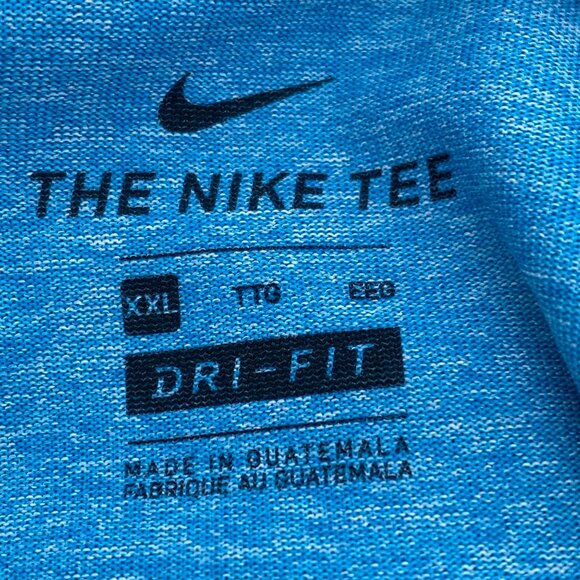 THE NIKE TEE
XXL TTG EEG
DRI-FIT
MADE IN GUATEMALA
FABRIQUE AU GUATEMALA